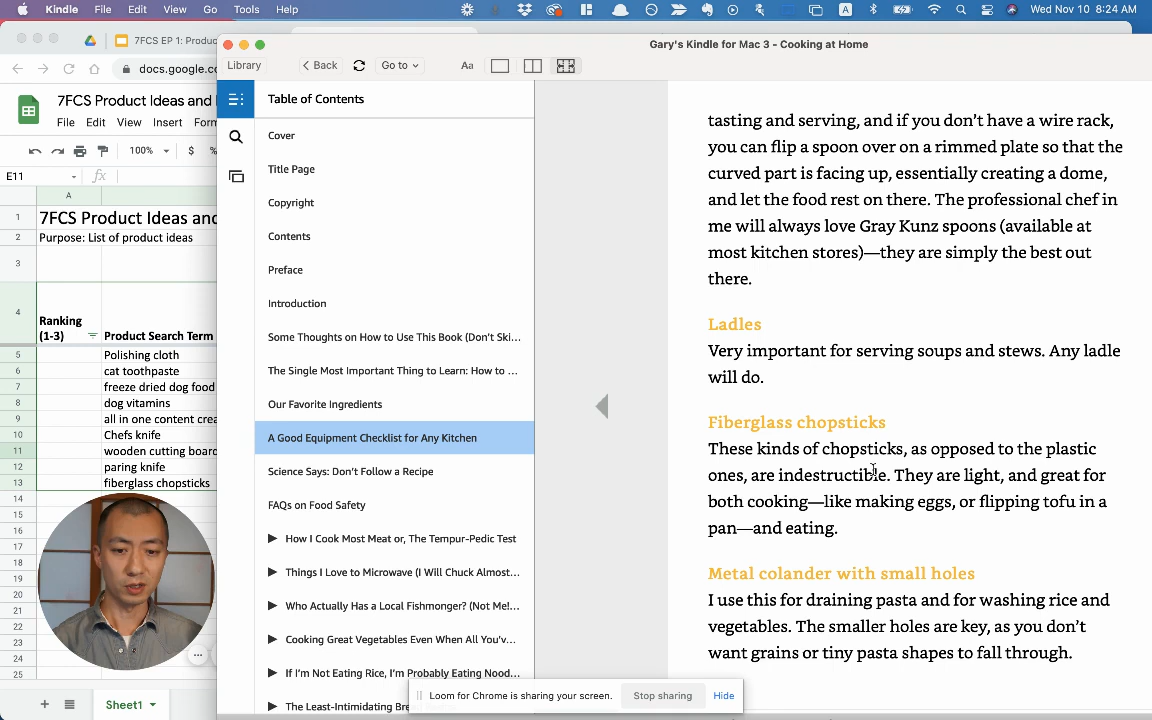 Kindle File Edit View Go Tools Help
A
Wed Nov 10 8:24 AM
7FCS EP 1: Produc
docs.google.co
7FCS Product Ideas and
File Edit View Insert Form
100% $ %
E11 fx
A
1 7FCS Product Ideas and
2 Purpose: List of product ideas
3
4 Ranking (1-3) Product Search Term
5 Polishing cloth
6 cat toothpaste
7 freeze dried dog food
8 dog vitamins
9 all in one content crea
10 Chefs knife
11 wooden cutting board
12 paring knife
13 fiberglass chopsticks
14
15
16
17
18
19
20
21
22
23
24
25
Sheet1
Gary's Kindle for Mac 3 - Cooking at Home
Library Back Go to Aa
Table of Contents
Cover
Title Page
Copyright
Contents
Preface
Introduction
Some Thoughts on How to Use This Book (Don't Ski...
The Single Most Important Thing to Learn: How to ...
Our Favorite Ingredients
A Good Equipment Checklist for Any Kitchen
Science Says: Don't Follow a Recipe
FAQs on Food Safety
How I Cook Most Meat or, The Tempur-Pedic Test
Things I Love to Microwave (I Will Chuck Almost...
Who Actually Has a Local Fishmonger? (Not Me!...
Cooking Great Vegetables Even When All You'v...
If I'm Not Eating Rice, I'm Probably Eating Nood...
The Least-Intimidating Bre
tasting and serving, and if you don't have a wire rack,
you can flip a spoon over on a rimmed plate so that the
curved part is facing up, essentially creating a dome,
and let the food rest on there. The professional chef in
me will always love Gray Kunz spoons (available at
most kitchen stores)—they are simply the best out
there.
Ladles
Very important for serving soups and stews. Any ladle
will do.
Fiberglass chopsticks
These kinds of chopsticks, as opposed to the plastic
ones, are indestructible. They are light, and great for
both cooking—like making eggs, or flipping tofu in a
pan—and eating.
Metal colander with small holes
I use this for draining pasta and for washing rice and
vegetables. The smaller holes are key, as you don't
want grains or tiny pasta shapes to fall through.
Loom for Chrome is sharing your screen. Stop sharing Hide